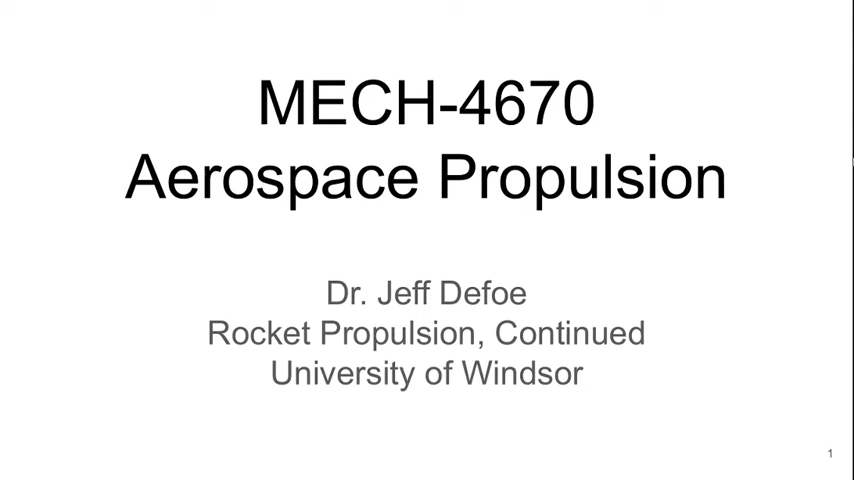 MECH-4670
Aerospace Propulsion
Dr. Jeff Defoe
Rocket Propulsion, Continued
University of Windsor
1